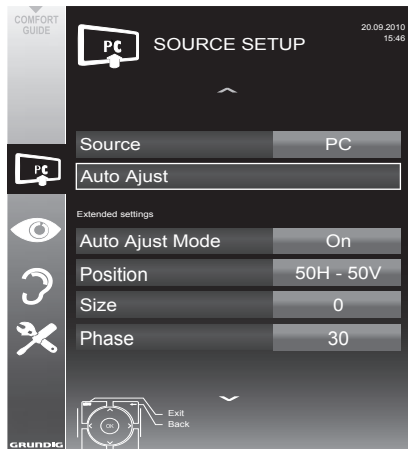 COMFORT
GUIDE
PC
SOURCE SETUP
20.09.2010
15:46
Source PC
Auto Ajust
PC
Extended settings
Auto Ajust Mode On
Position 50H - 50V
Size 0
Phase 30
OK
Exit
Back
GRUNDIG